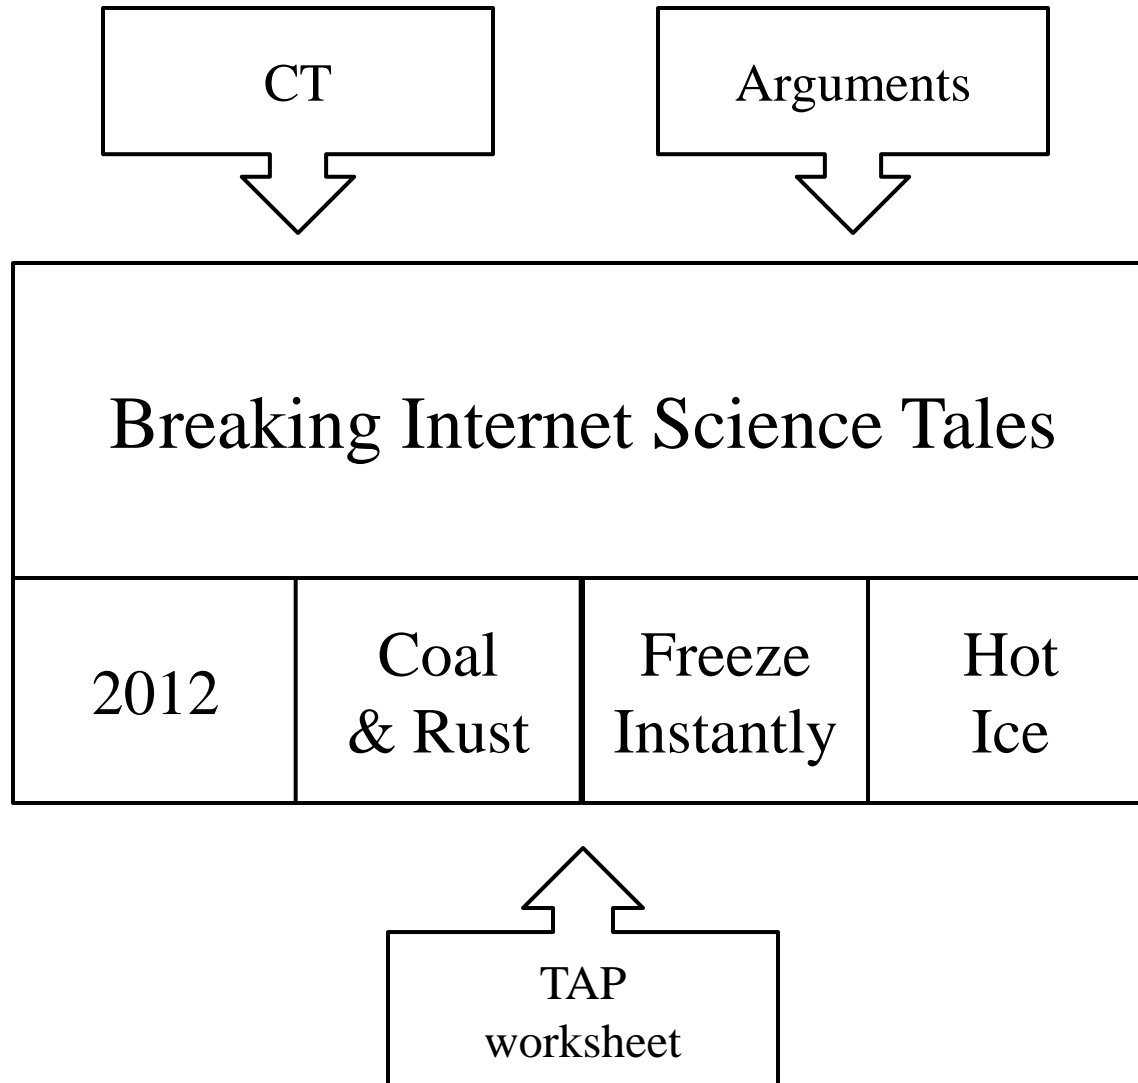 CT
Arguments
Breaking Internet Science Tales
2012
Coal
& Rust
Freeze
Instantly
Hot
Ice
TAP
worksheet